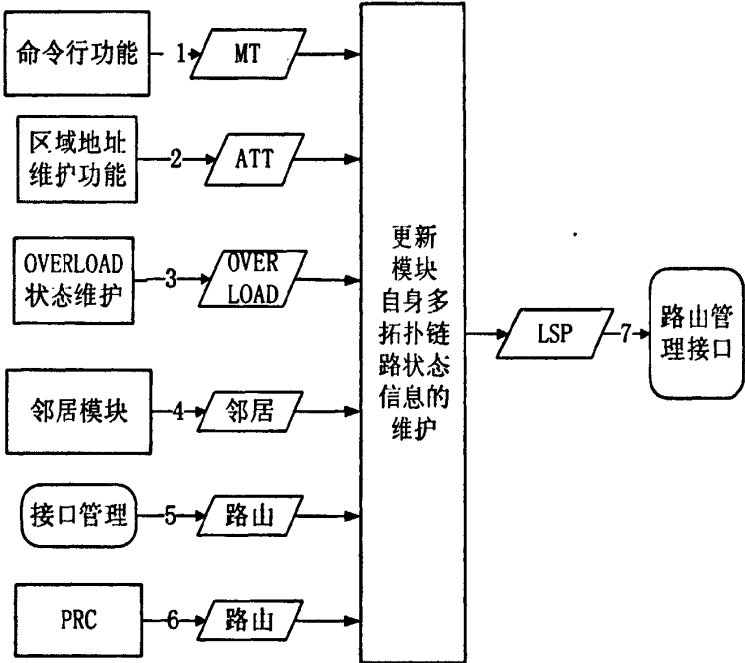 命令行功能
1
MT
区域地址
维护功能
2
ATT
OVERLOAD
状态维护
3
OVER
LOAD
邻居模块
4
邻居
接口管理
5
路山
PRC
6
路山
更新
模块
自身多
拓扑链
路状态
信息的
维护
LSP
7
路山管
理接口